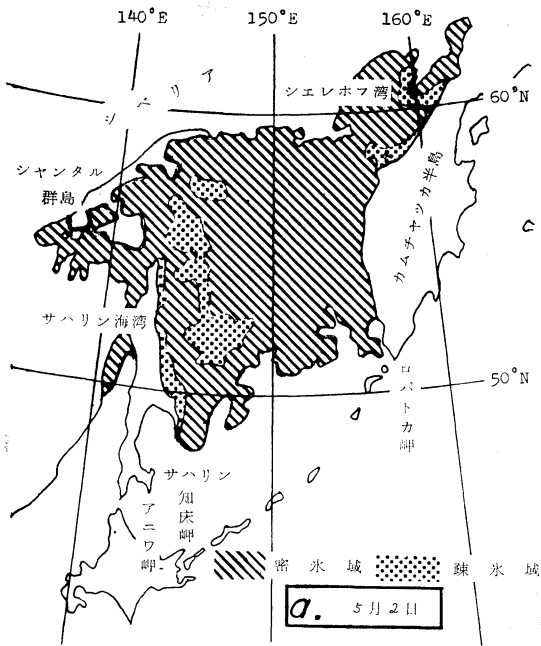 140°E 150°E 160°E
シベリア
シエレホフ湾
60°N
シャンタル
群島
カムチャツカ半島
サハリン海湾
50°N
ロパトカ岬
サハリン
知床岬
アニワ岬
密氷域 疎氷域
a. 5月2日